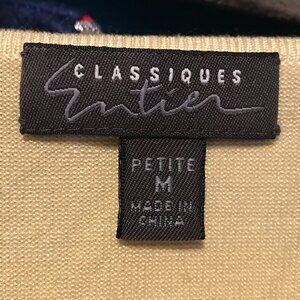 CLASSIQUES
Entier
PETITE
M
MADE IN
CHINA